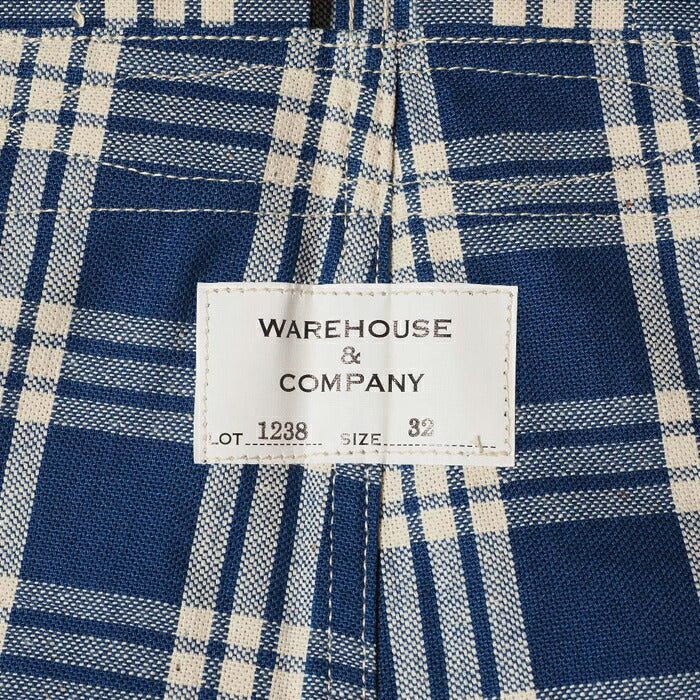 WAREHOUSE
&
COMPANY
LOT 1238 SIZE 32